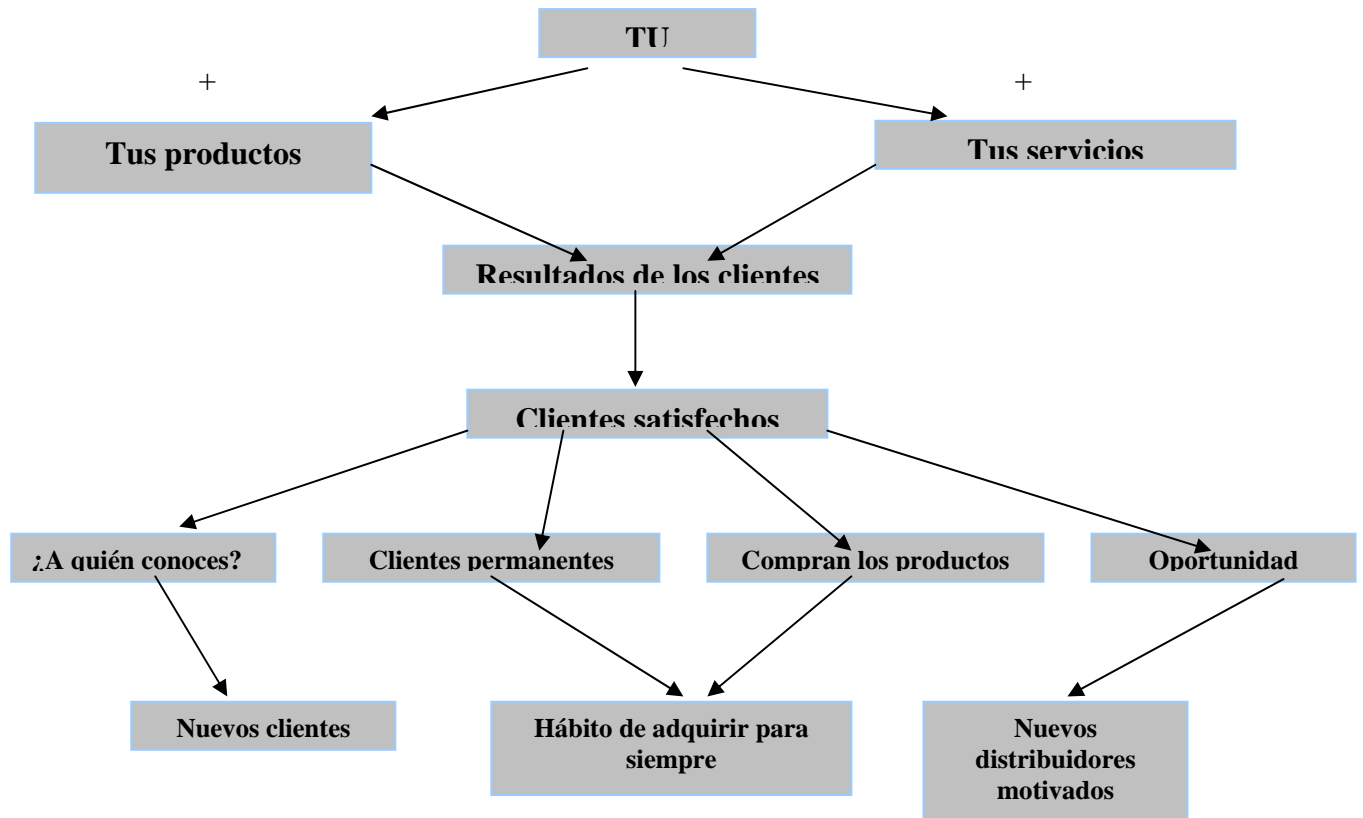 TU
+ +
Tus productos Tus servicios
Resultados de los clientes
Clientes satisfechos
¿A quién conoces? Clientes permanentes Compran los productos Oportunidad
Nuevos clientes
Hábito de adquirir para
siempre
Nuevos
distribuidores
motivados